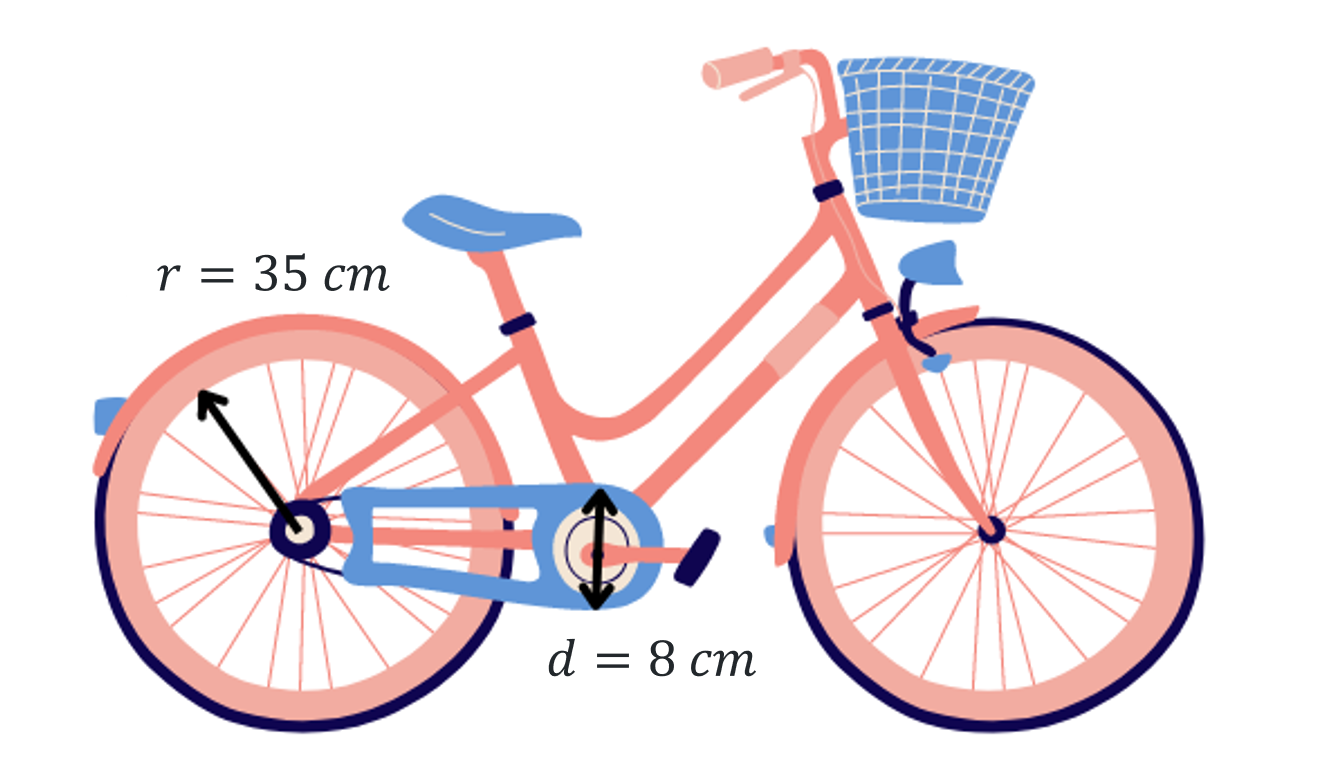 r = 35 cm
d = 8 cm